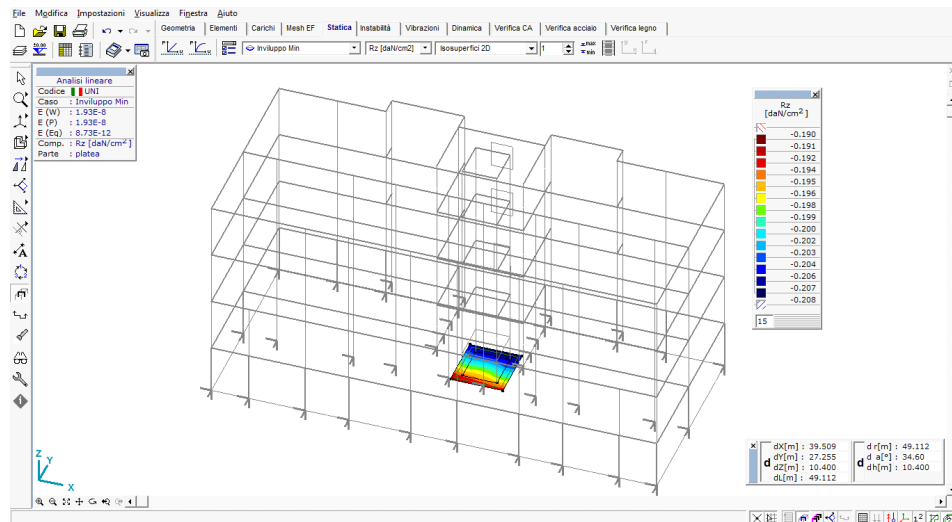 File Modifica Impostazioni Visualizza Finestra Aiuto
Geometria Elementi Carichi Mesh EF Statica Instabilità Vibrazioni Dinamica Verifica CA Verifica acciaio Verifica legno
Inviluppo Min Rz [daN/cm2] Isosuperfici 2D 1 max min
Analisi lineare
Codice UNI
Caso : Inviluppo Min
E (W) : 1.93E-8
E (P) : 1.93E-8
E (Eq) : 8.73E-12
Comp. : Rz [daN/cm²]
Parte : platea
Rz
[daN/cm²]
-0.190
-0.191
-0.192
-0.194
-0.195
-0.196
-0.198
-0.199
-0.200
-0.202
-0.203
-0.204
-0.206
-0.207
-0.208
15
Z
Y
X
d
dX[m] : 39.509
dY[m] : 27.255
dZ[m] : 10.400
dL[m] : 49.112
d
d r[m] : 49.112
d a[°] : 34.60
dh[m] : 10.400